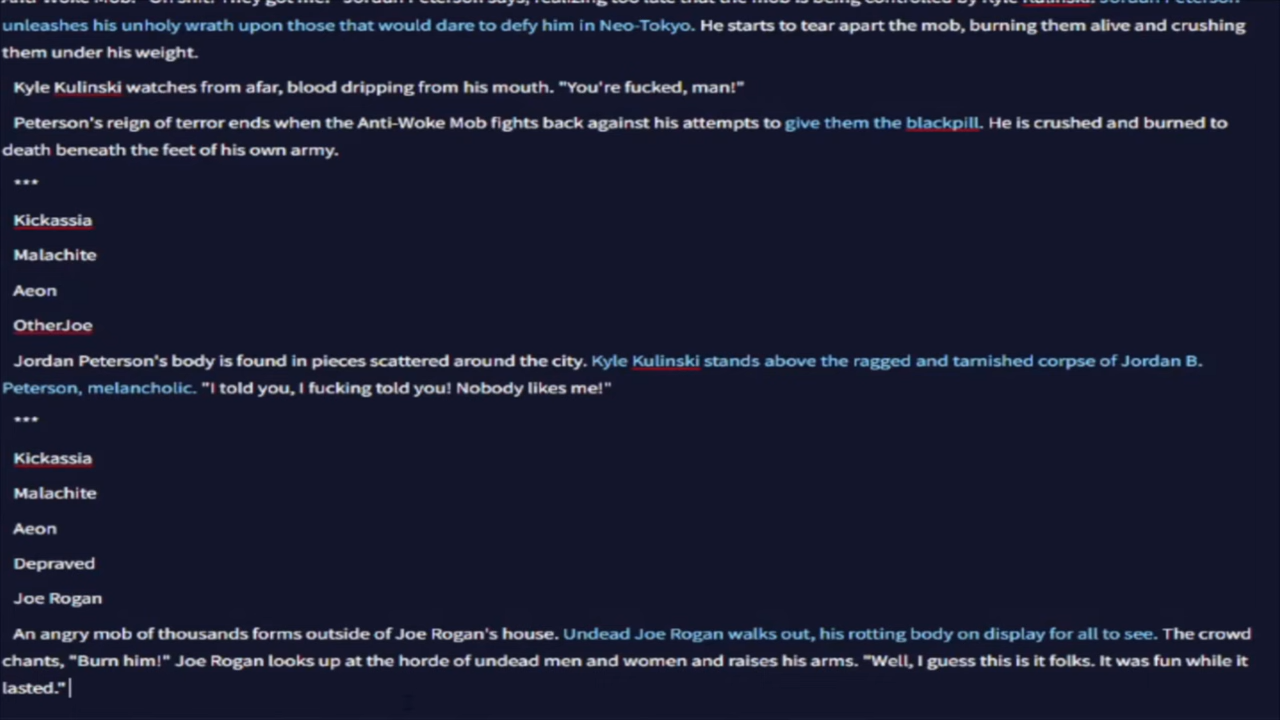 unleashes his unholy wrath upon those that would dare to defy him in Neo-Tokyo. He starts to tear apart the mob, burning them alive and crushing
them under his weight.
Kyle Kulinski watches from afar, blood dripping from his mouth. "You're fucked, man!"
Peterson's reign of terror ends when the Anti-Woke Mob fights back against his attempts to give them the blackpill. He is crushed and burned to
death beneath the feet of his own army.
***
Kickassia
Malachite
Aeon
OtherJoe
Jordan Peterson's body is found in pieces scattered around the city. Kyle Kulinski stands above the ragged and tarnished corpse of Jordan B.
Peterson, melancholic. "I told you, I fucking told you! Nobody likes me!"
***
Kickassia
Malachite
Aeon
Depraved
Joe Rogan
An angry mob of thousands forms outside of Joe Rogan's house. Undead Joe Rogan walks out, his rotting body on display for all to see. The crowd
chants, "Burn him!" Joe Rogan looks up at the horde of undead men and women and raises his arms. "Well, I guess this is it folks. It was fun while it
lasted."